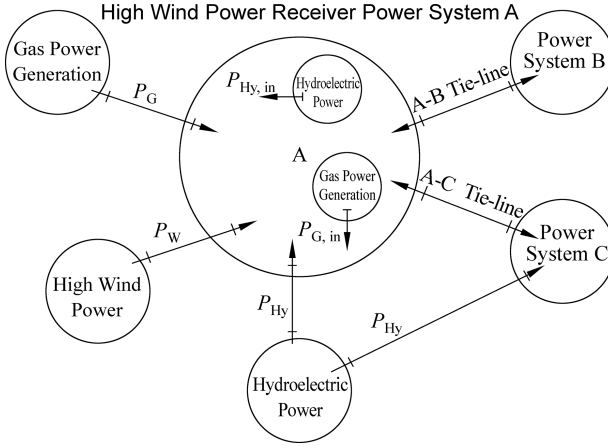 High Wind Power Receiver Power System A
Gas Power
Generation
P_G
P_Hy, in
Hydroelectric
Power
A
Gas Power
Generation
P_G, in
A-B Tie-line
Power
System B
A-C Tie-line
Power
System C
P_W
High Wind
Power
P_Hy
P_Hy
Hydroelectric
Power